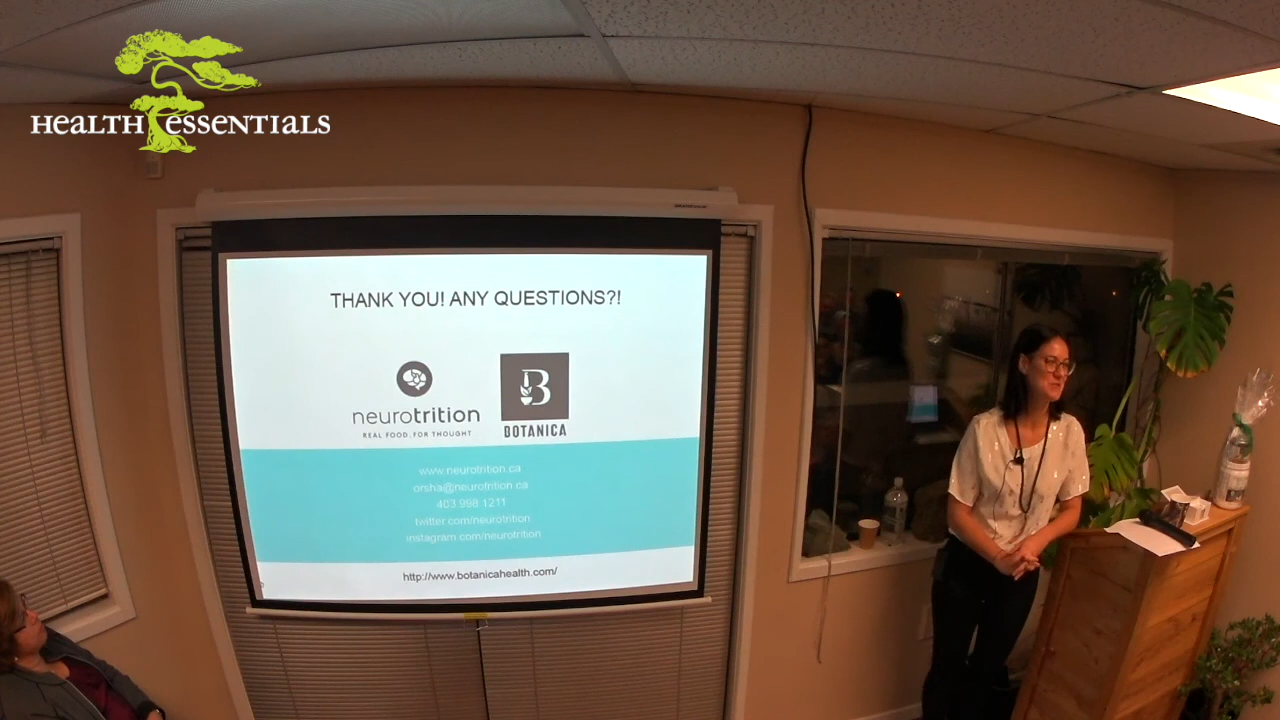 HEALTH ESSENTIALS
THANK YOU! ANY QUESTIONS?!
neurotrition
REAL FOOD, FOR THOUGHT
B
BOTANICA
www.neurotrition.ca
orsha@neurotrition.ca
403 998 1211
twitter.com/neurotrition
instagram.com/neurotrition
http://www.botanicahealth.com/